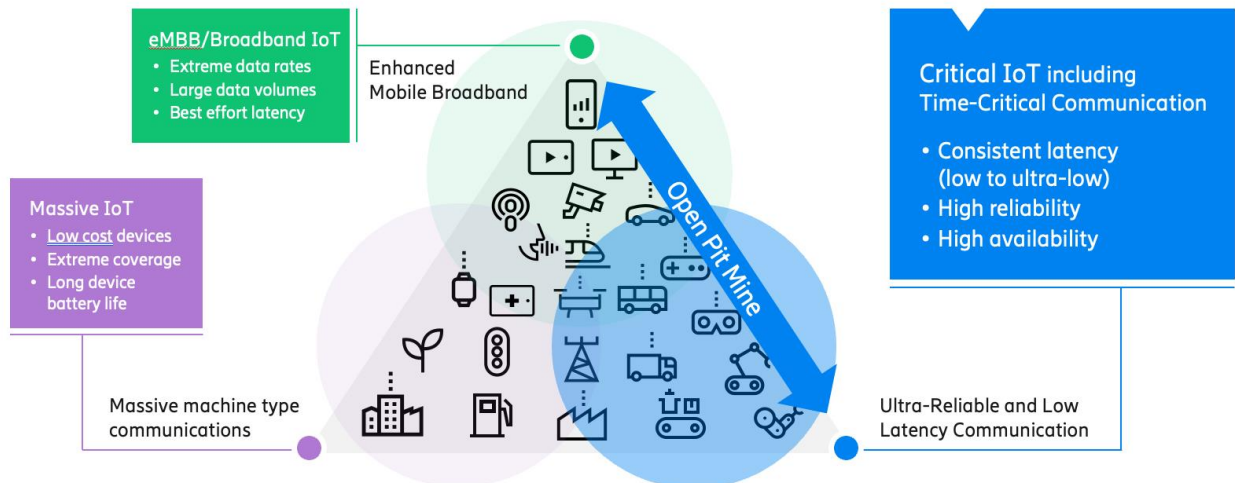 eMBB/Broadband IoT
• Extreme data rates
• Large data volumes
• Best effort latency
Enhanced
Mobile Broadband
Massive IoT
• Low cost devices
• Extreme coverage
• Long device
battery life
Massive machine type
communications
Open Pit Mine
Critical IoT including
Time-Critical Communication
• Consistent latency
(low to ultra-low)
• High reliability
• High availability
Ultra-Reliable and Low
Latency Communication